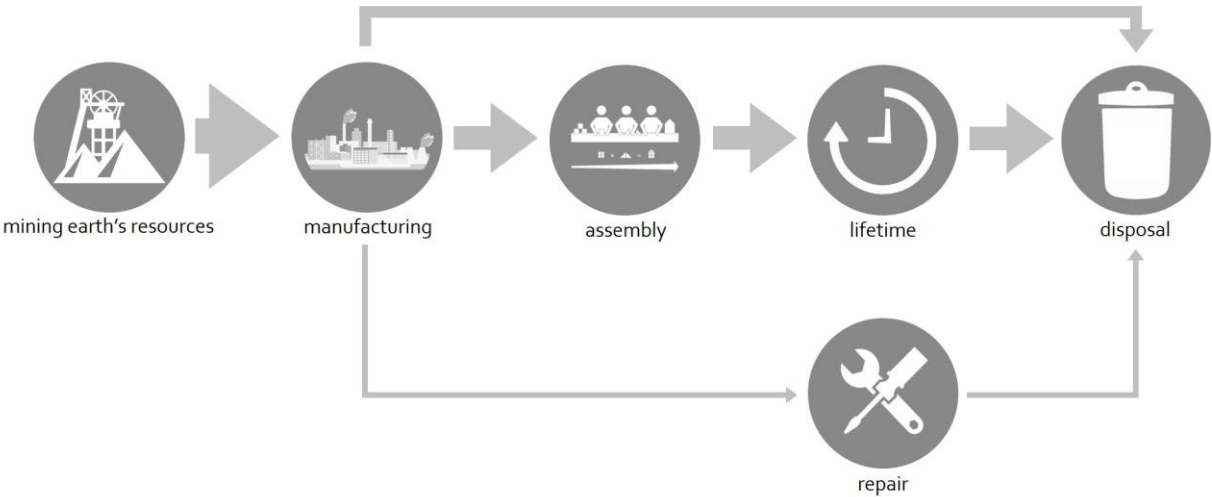 mining earth's resources
manufacturing
assembly
lifetime
disposal
repair